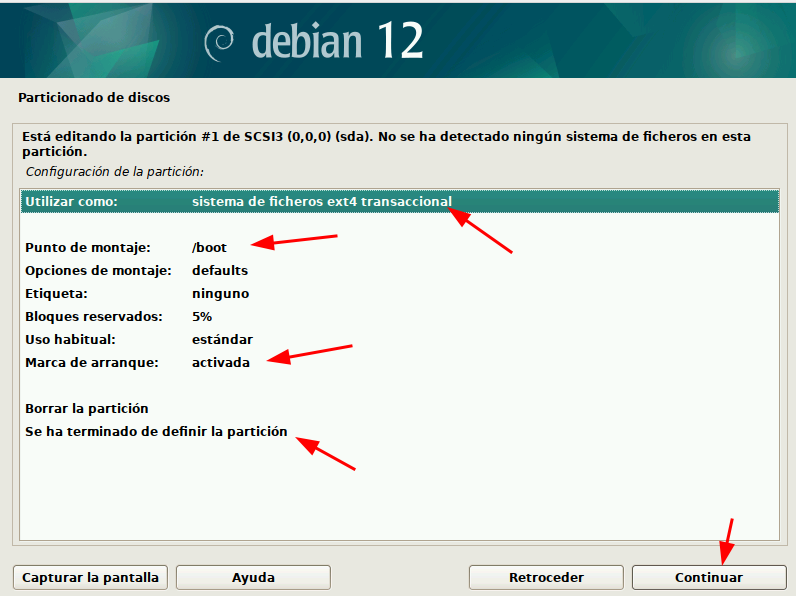 debian 12
Particionado de discos
Está editando la partición #1 de SCSI3 (0,0,0) (sda). No se ha detectado ningún sistema de ficheros en esta
partición.
Configuración de la partición:
Utilizar como: sistema de ficheros ext4 transaccional
Punto de montaje: /boot
Opciones de montaje: defaults
Etiqueta: ninguno
Bloques reservados: 5%
Uso habitual: estándar
Marca de arranque: activada
Borrar la partición
Se ha terminado de definir la partición
Capturar la pantalla Ayuda Retroceder Continuar